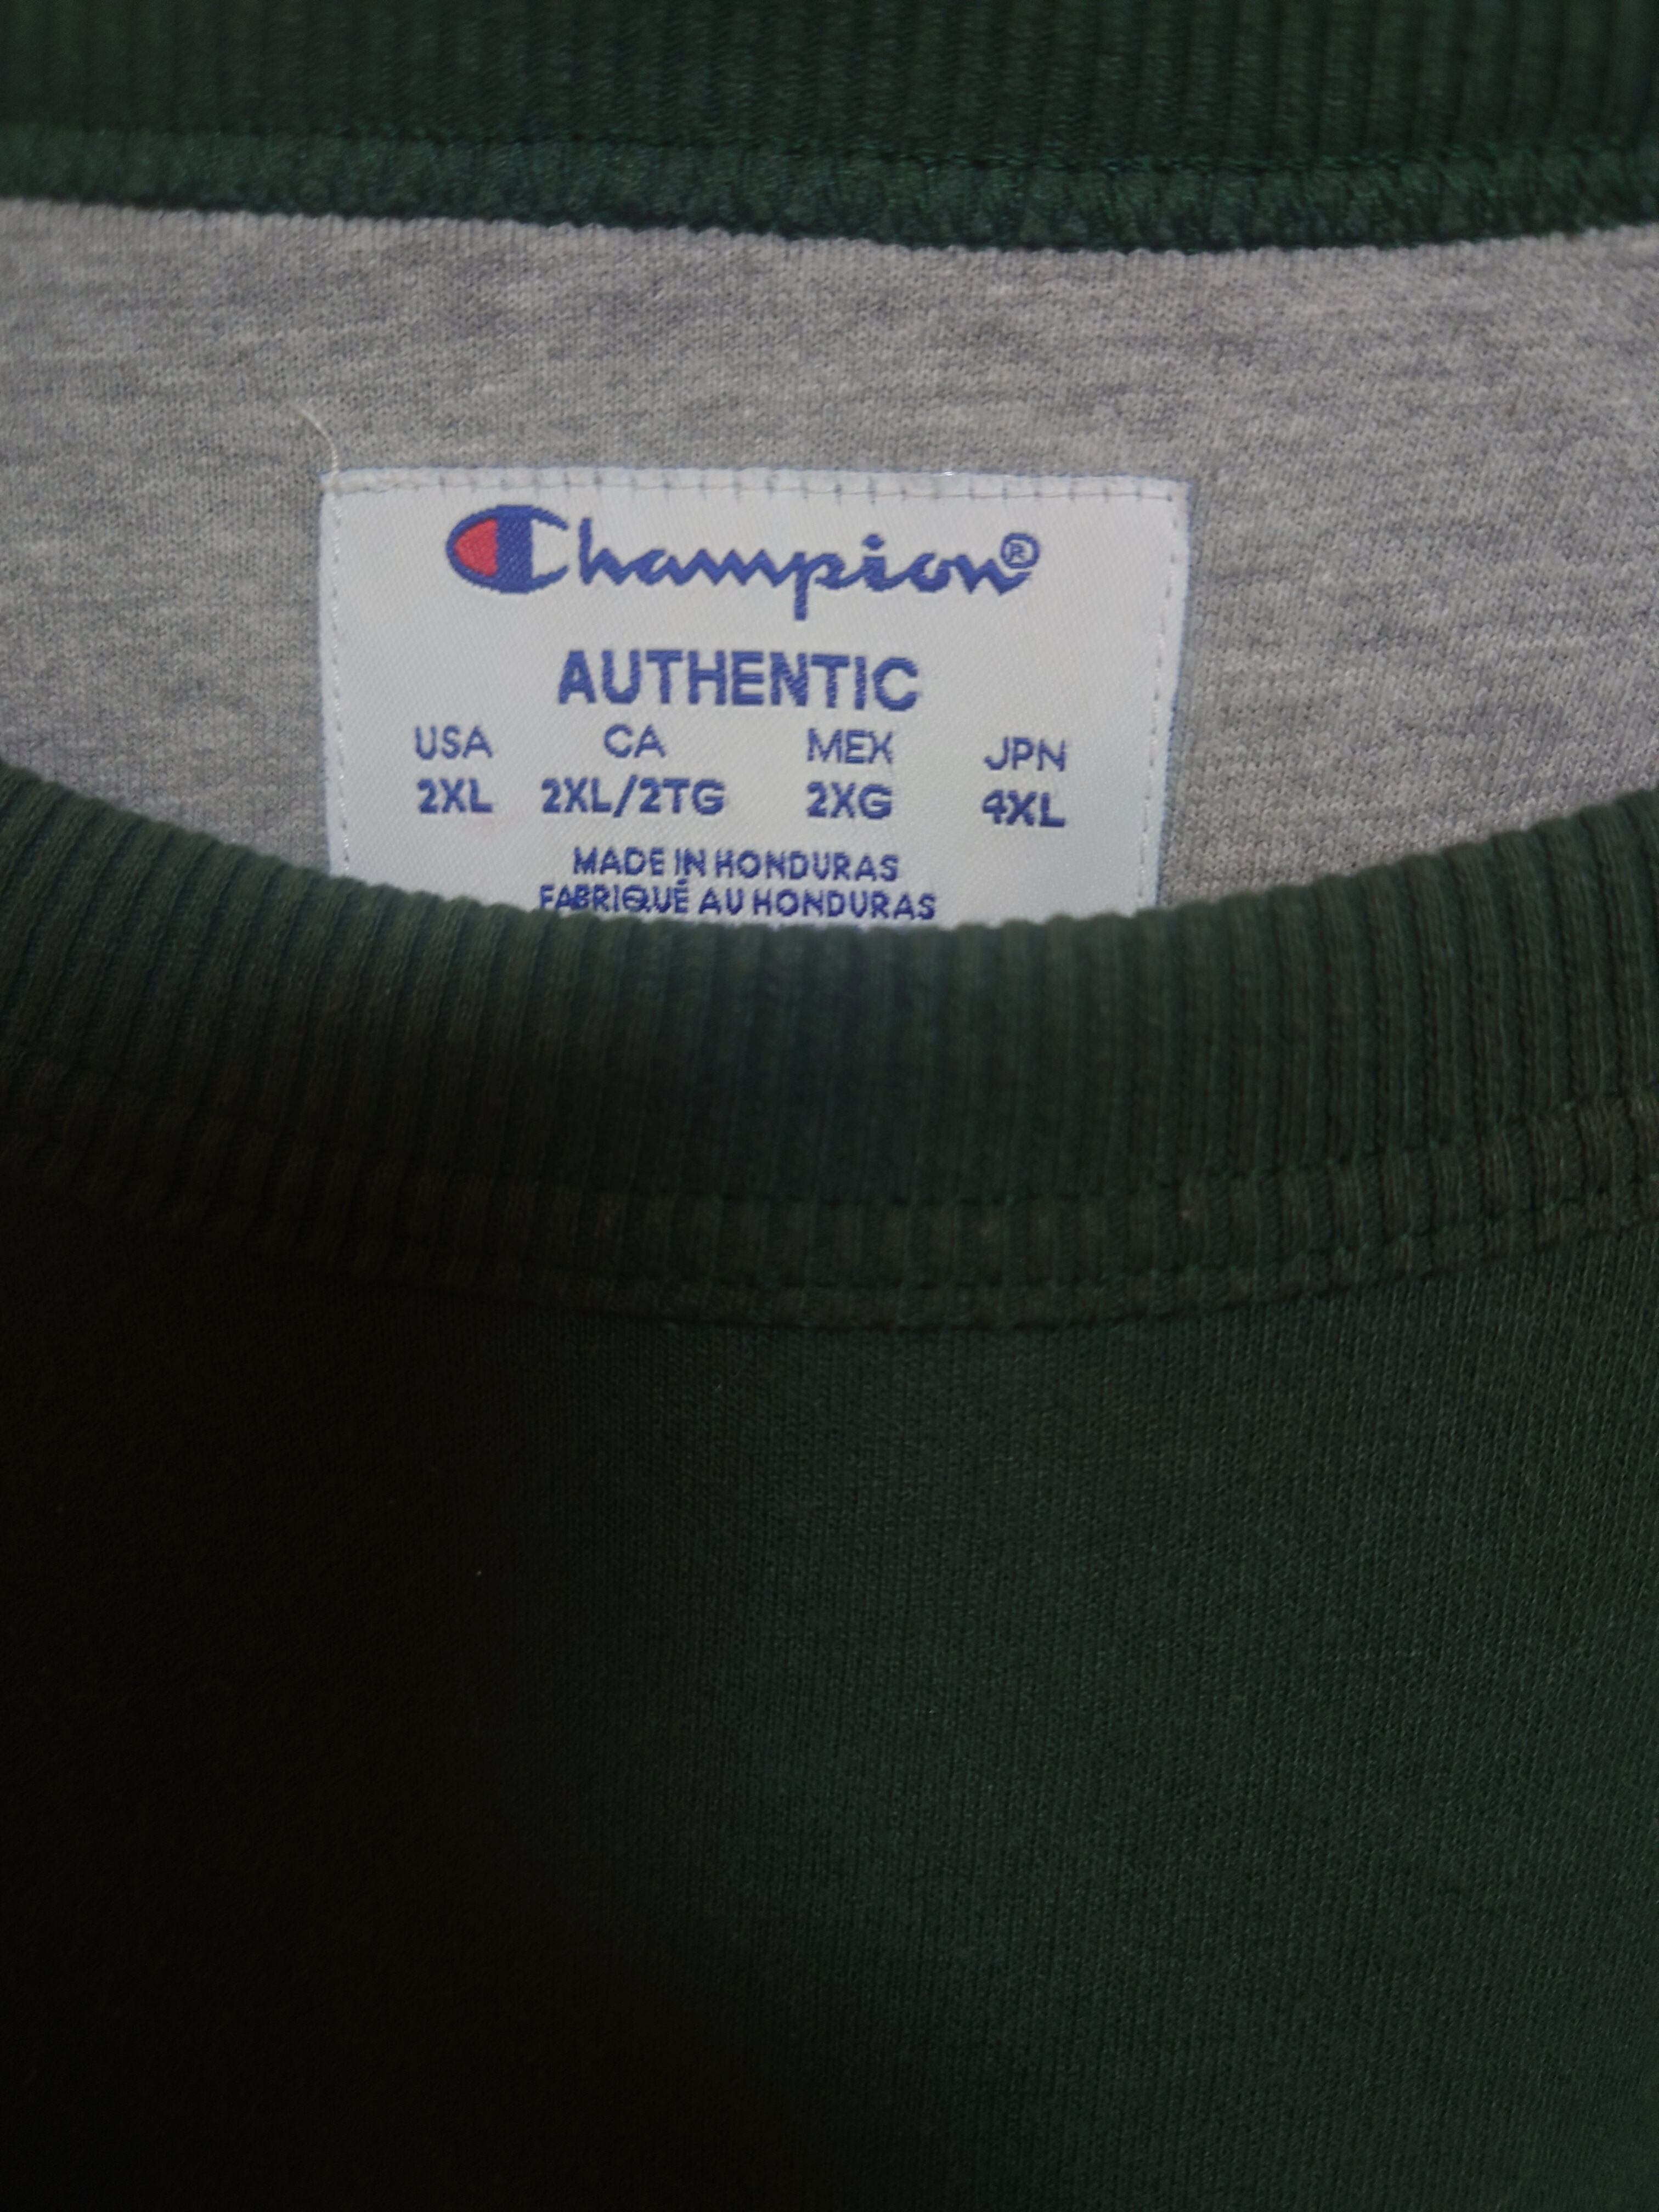 Champion®
AUTHENTIC
USA CA MEX JPN
2XL 2XL/2TG 2XG 4XL
MADE IN HONDURAS
FABRIQUÉ AU HONDURAS